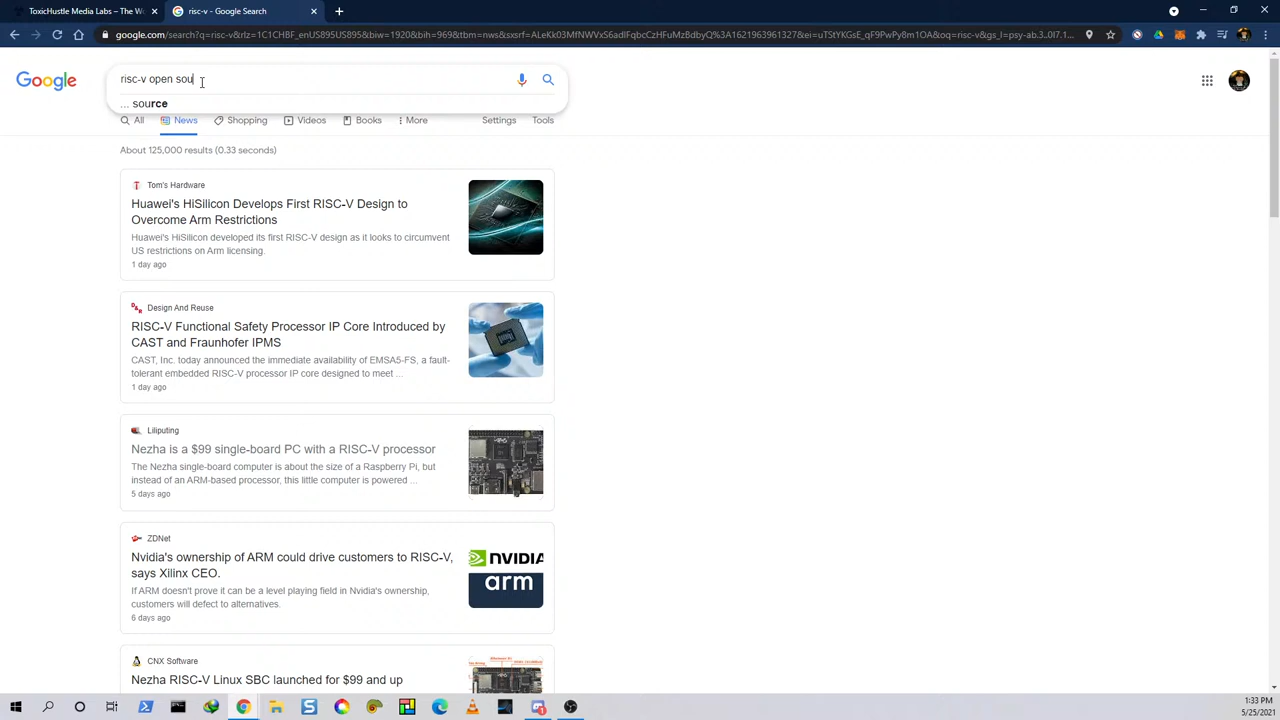 ToxicHustle Media Labs – The W
risc-v - Google Search
google.com/search?q=risc-v&rlz=1C1CHBF_enUS895US895&biw=1920&bih=969&tbm=nws&sxsrf=ALeKk03MfNWVxS6adlFqbcCzHFuMzBdbyQ%3A1621963961327&ei=uTStYKGsE_qF9PwPy8m1OA&oq=risc-v&gs_l=psy-ab.3..0l7.1...
Google
risc-v open sou
... source
All
News
Shopping
Videos
Books
More
Settings
Tools
About 125,000 results (0.33 seconds)
Tom's Hardware
Huawei's HiSilicon Develops First RISC-V Design to
Overcome Arm Restrictions
Huawei's HiSilicon developed its first RISC-V design as it looks to circumvent
US restrictions on Arm licensing.
1 day ago
Design And Reuse
RISC-V Functional Safety Processor IP Core Introduced by
CAST and Fraunhofer IPMS
CAST, Inc. today announced the immediate availability of EMSA5-FS, a fault-
tolerant embedded RISC-V processor IP core designed to meet ...
1 day ago
Liliputing
Nezha is a $99 single-board PC with a RISC-V processor
The Nezha single-board computer is about the size of a Raspberry Pi, but
instead of an ARM-based processor, this little computer is powered ...
5 days ago
ZDNet
Nvidia's ownership of ARM could drive customers to RISC-V,
says Xilinx CEO.
If ARM doesn't prove it can be a level playing field in Nvidia's ownership,
customers will defect to alternatives.
6 days ago
NVIDIA
arm
CNX Software
Nezha RISC-V Linux SBC launched for $99 and up
1:33 PM
5/25/2021